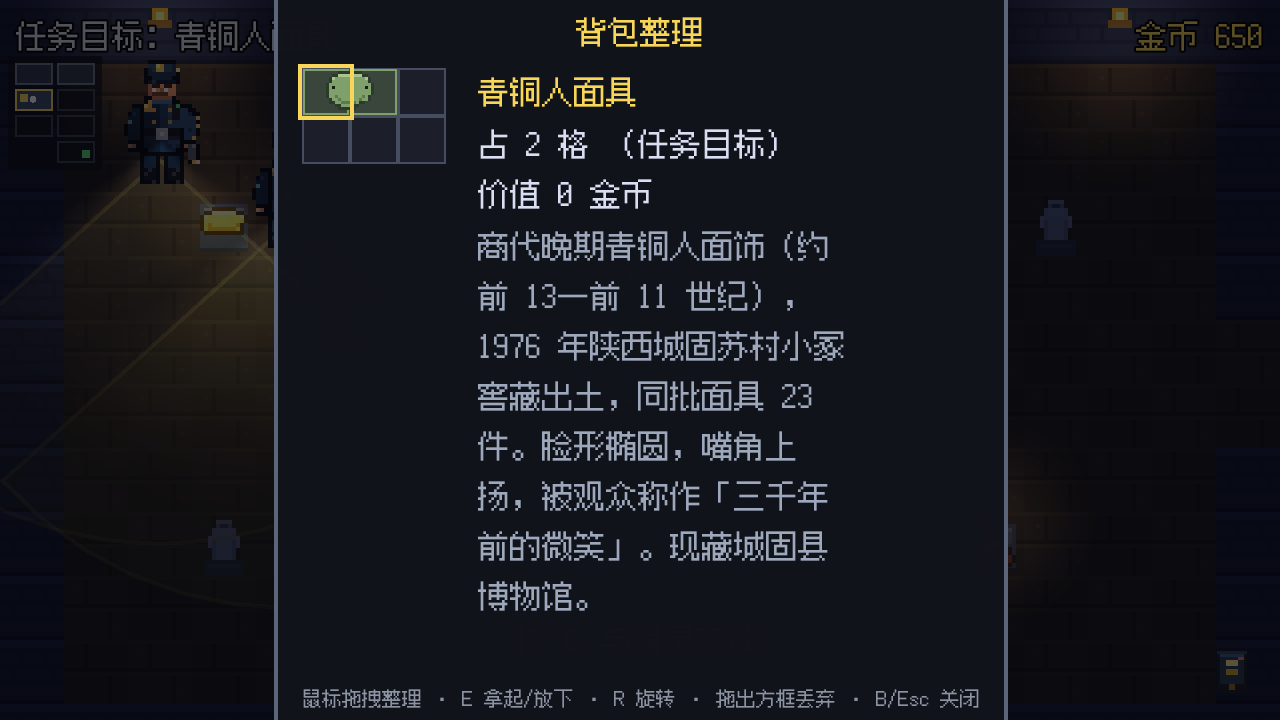 背包整理
任务目标：青铜人
金币 650
青铜人面具
占 2 格 （任务目标）
价值 0 金币
商代晚期青铜人面饰（约
前 13—前 11 世纪），
1976 年陕西城固苏村小冢
窖藏出土，同批面具 23
件。脸形椭圆，嘴角上
扬，被观众称作「三千年
前的微笑」。现藏城固县
博物馆。
鼠标拖拽整理 · E 拿起/放下 · R 旋转 · 拖出方框丢弃 · B/Esc 关闭